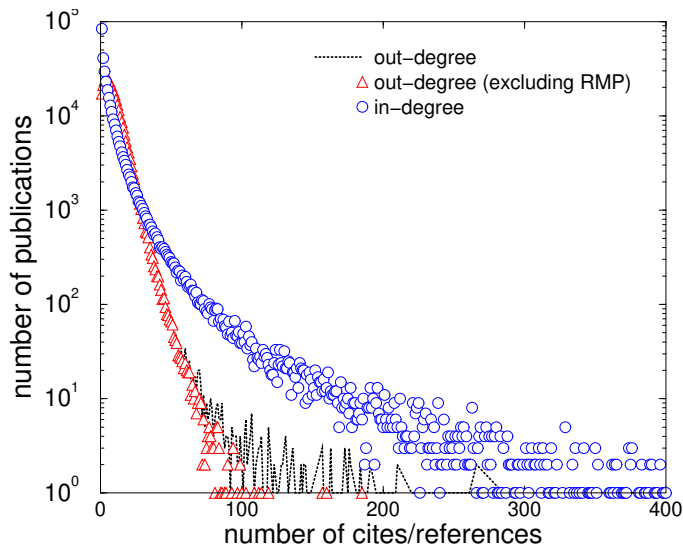 10^5
10^4
10^3
10^2
10^1
10^0
number of publications
out−degree
out−degree (excluding RMP)
in−degree
0
100
200
300
400
number of cites/references